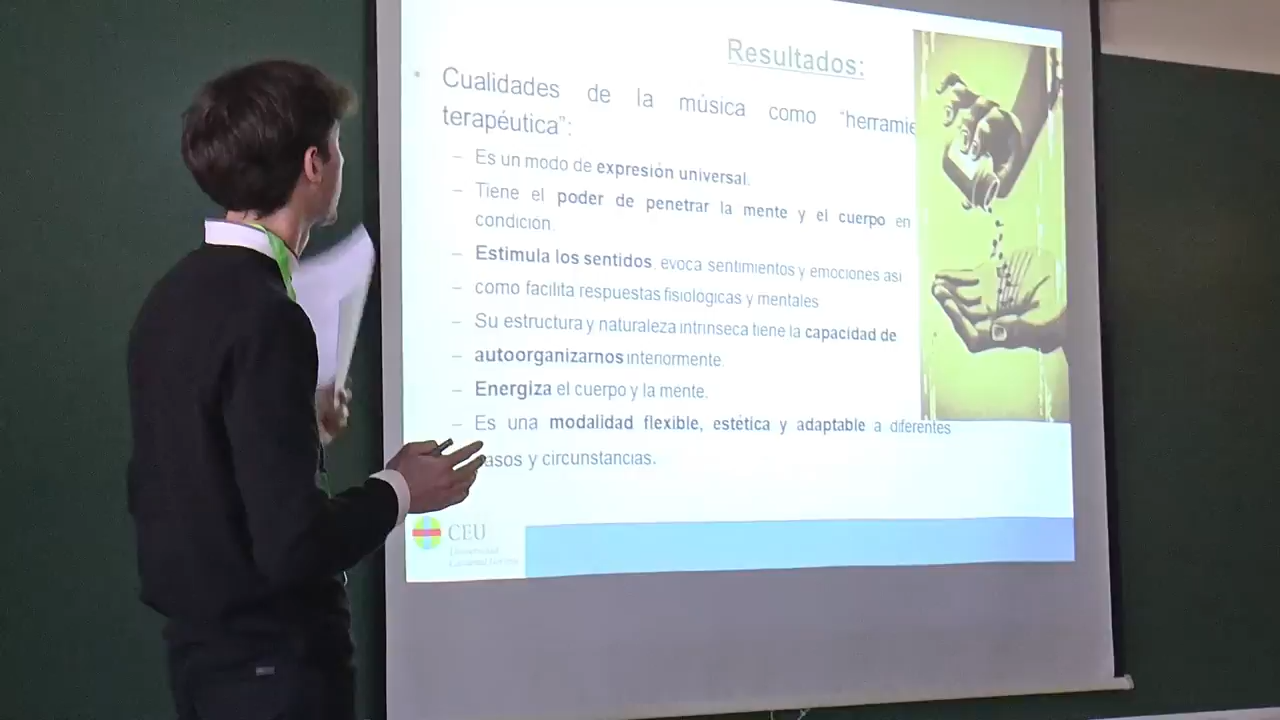 Resultados:
Cualidades de la música como "herramie
terapéutica":
– Es un modo de expresión universal.
– Tiene el poder de penetrar la mente y el cuerpo en
condición.
– Estimula los sentidos, evoca sentimientos y emociones así
– como facilita respuestas fisiológicas y mentales
– Su estructura y naturaleza intrínseca tiene la capacidad de
– autoorganizarnos interiormente.
– Energiza el cuerpo y la mente.
– Es una modalidad flexible, estética y adaptable a diferentes
asos y circunstancias.
CEU
Universidad